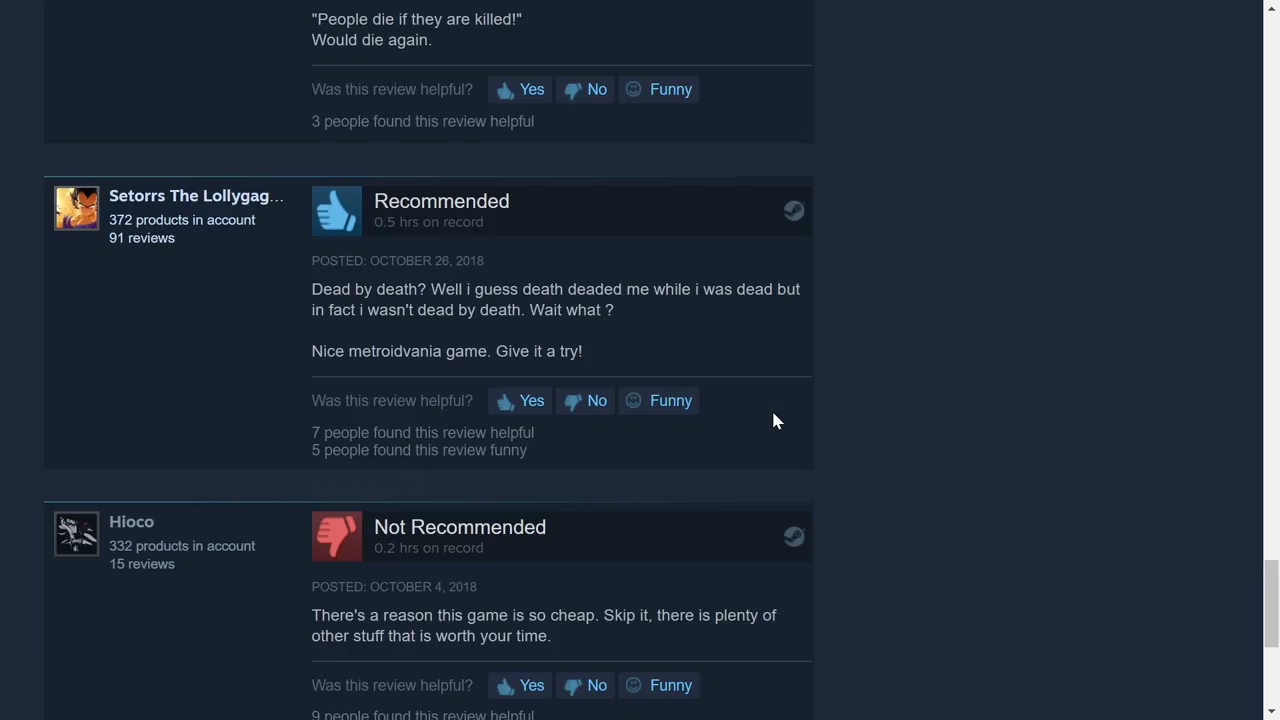 "People die if they are killed!"
Would die again.
Was this review helpful? Yes No Funny
3 people found this review helpful
Setorrs The Lollygag...
372 products in account
91 reviews
Recommended
0.5 hrs on record
POSTED: OCTOBER 26, 2018
Dead by death? Well i guess death deaded me while i was dead but
in fact i wasn't dead by death. Wait what ?
Nice metroidvania game. Give it a try!
Was this review helpful? Yes No Funny
7 people found this review helpful
5 people found this review funny
Hioco
332 products in account
15 reviews
Not Recommended
0.2 hrs on record
POSTED: OCTOBER 4, 2018
There's a reason this game is so cheap. Skip it, there is plenty of
other stuff that is worth your time.
Was this review helpful? Yes No Funny
9 people found this review helpful